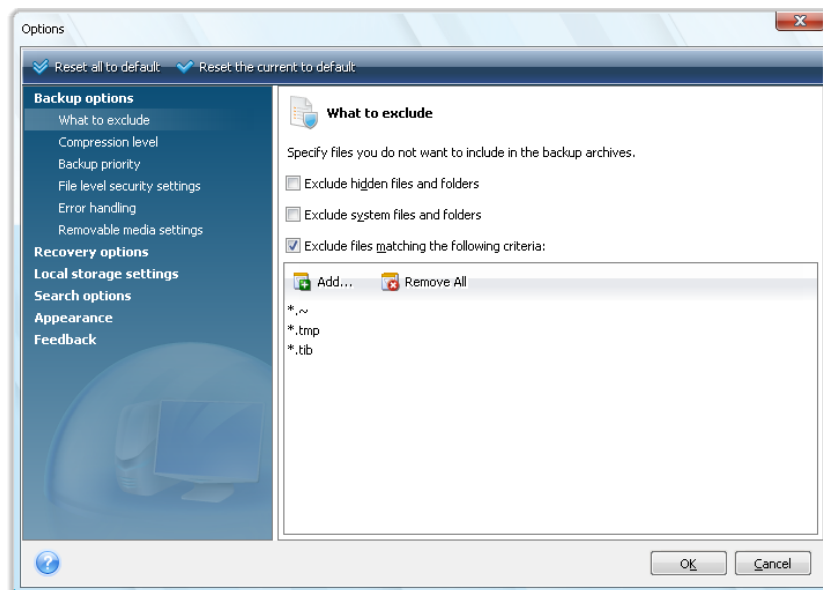 Options
Reset all to default Reset the current to default
Backup options
What to exclude
Compression level
Backup priority
File level security settings
Error handling
Removable media settings
Recovery options
Local storage settings
Search options
Appearance
Feedback
What to exclude
Specify files you do not want to include in the backup archives.
Exclude hidden files and folders
Exclude system files and folders
Exclude files matching the following criteria:
Add... Remove All
*.~
*.tmp
*.tib
OK Cancel